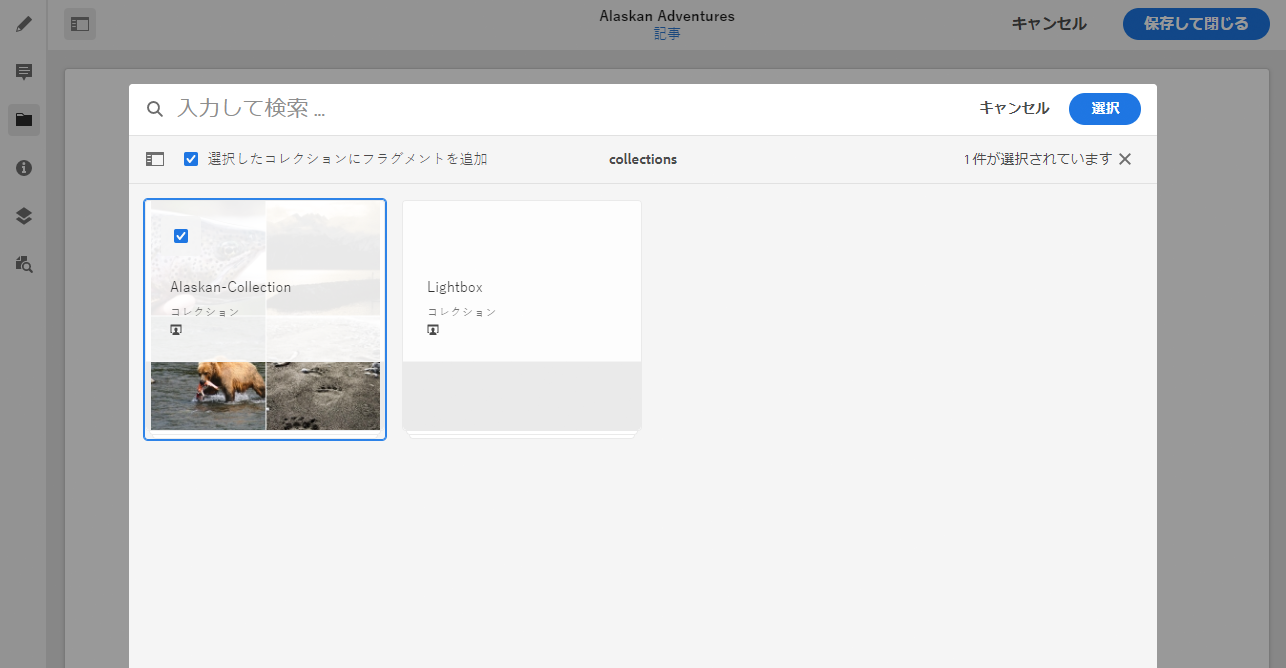 Alaskan Adventures
記事
キャンセル
保存して閉じる
入力して検索 ...
キャンセル
選択
選択したコレクションにフラグメントを追加
collections
1 件が選択されています
Alaskan-Collection
コレクション
Lightbox
コレクション